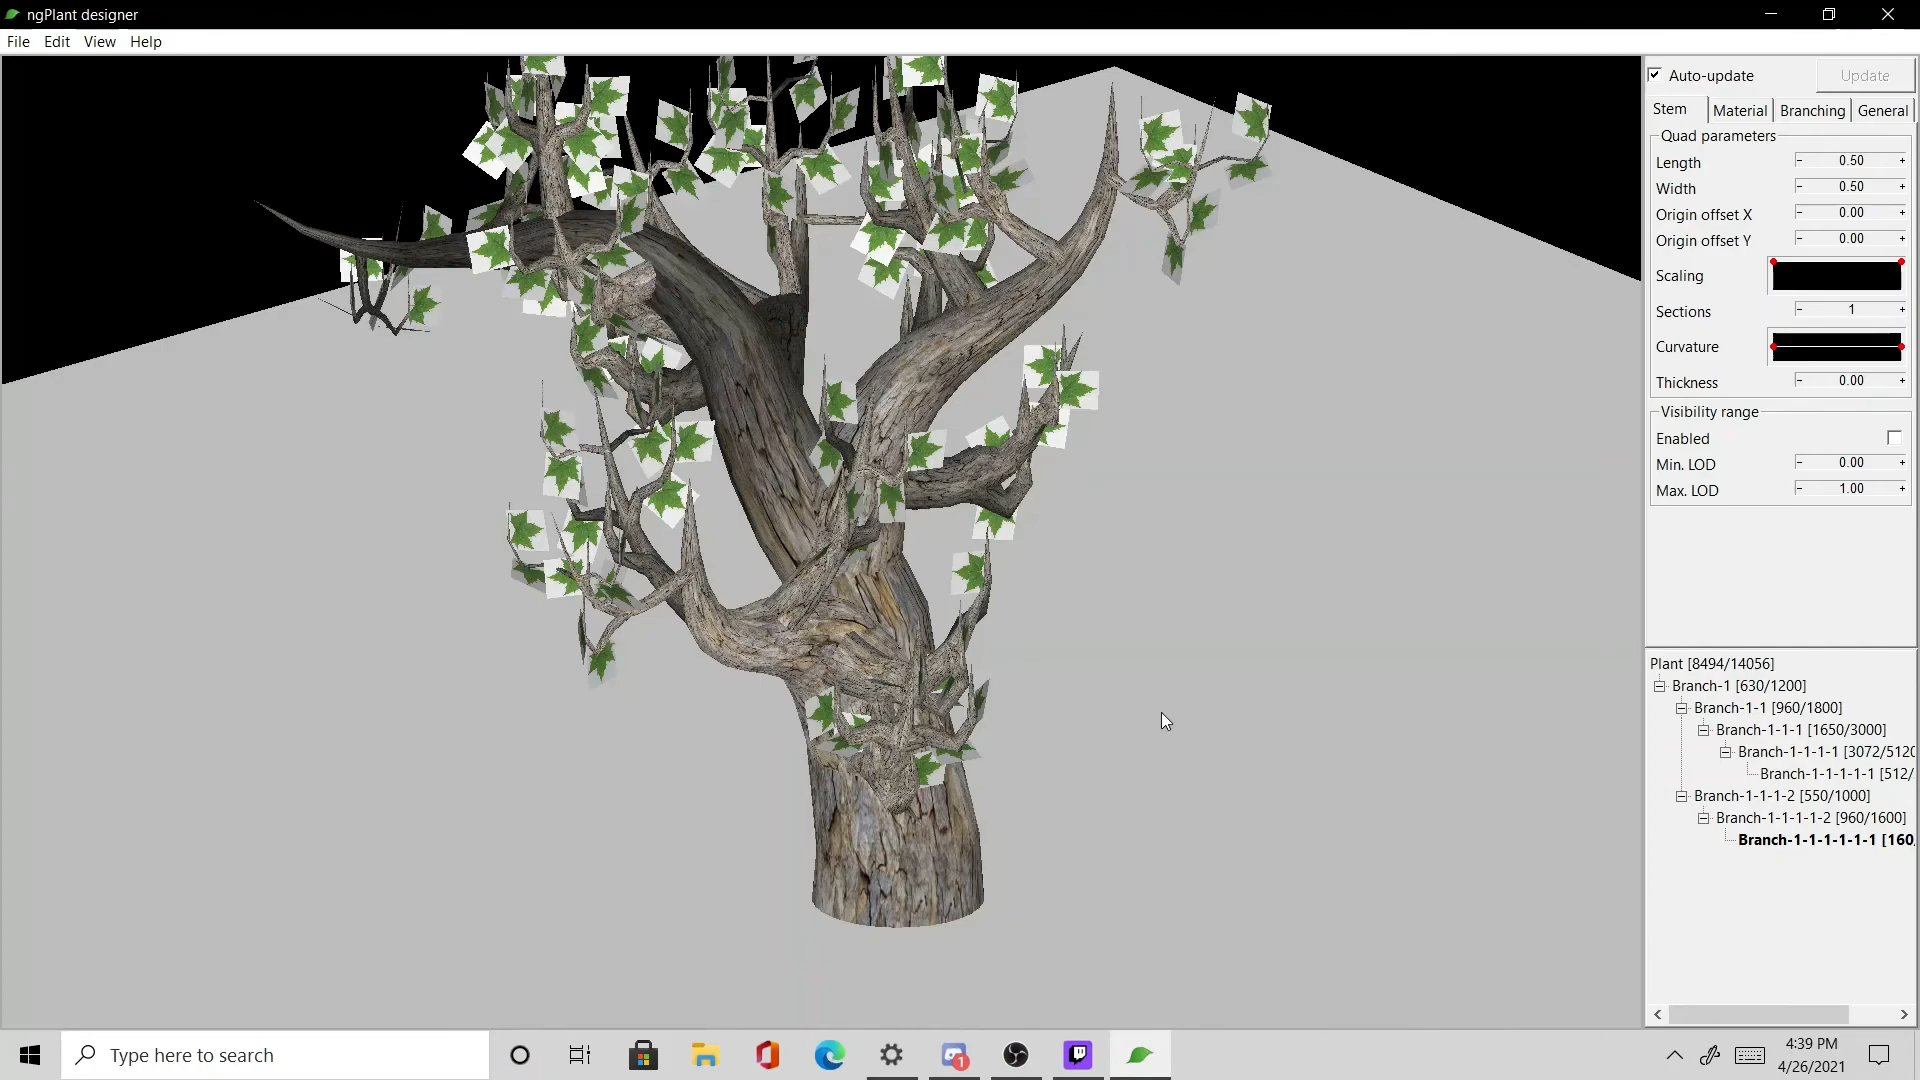 ngPlant designer
File Edit View Help
Auto-update Update
Stem Material Branching General
Quad parameters
Length - 0.50 +
Width - 0.50 +
Origin offset X - 0.00 +
Origin offset Y - 0.00 +
Scaling
Sections - 1 +
Curvature
Thickness - 0.00 +
Visibility range
Enabled
Min. LOD - 0.00 +
Max. LOD - 1.00 +
Plant [8494/14056]
Branch-1 [630/1200]
Branch-1-1 [960/1800]
Branch-1-1-1 [1650/3000]
Branch-1-1-1-1 [3072/512
Branch-1-1-1-1-1 [512/
Branch-1-1-1-2 [550/1000]
Branch-1-1-1-1-2 [960/1600]
Branch-1-1-1-1-1-1 [160
Type here to search
1
4:39 PM
4/26/2021